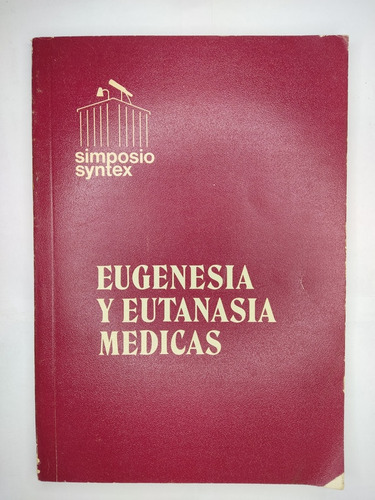 simposio
syntex
EUGENESIA
Y EUTANASIA
MEDICAS